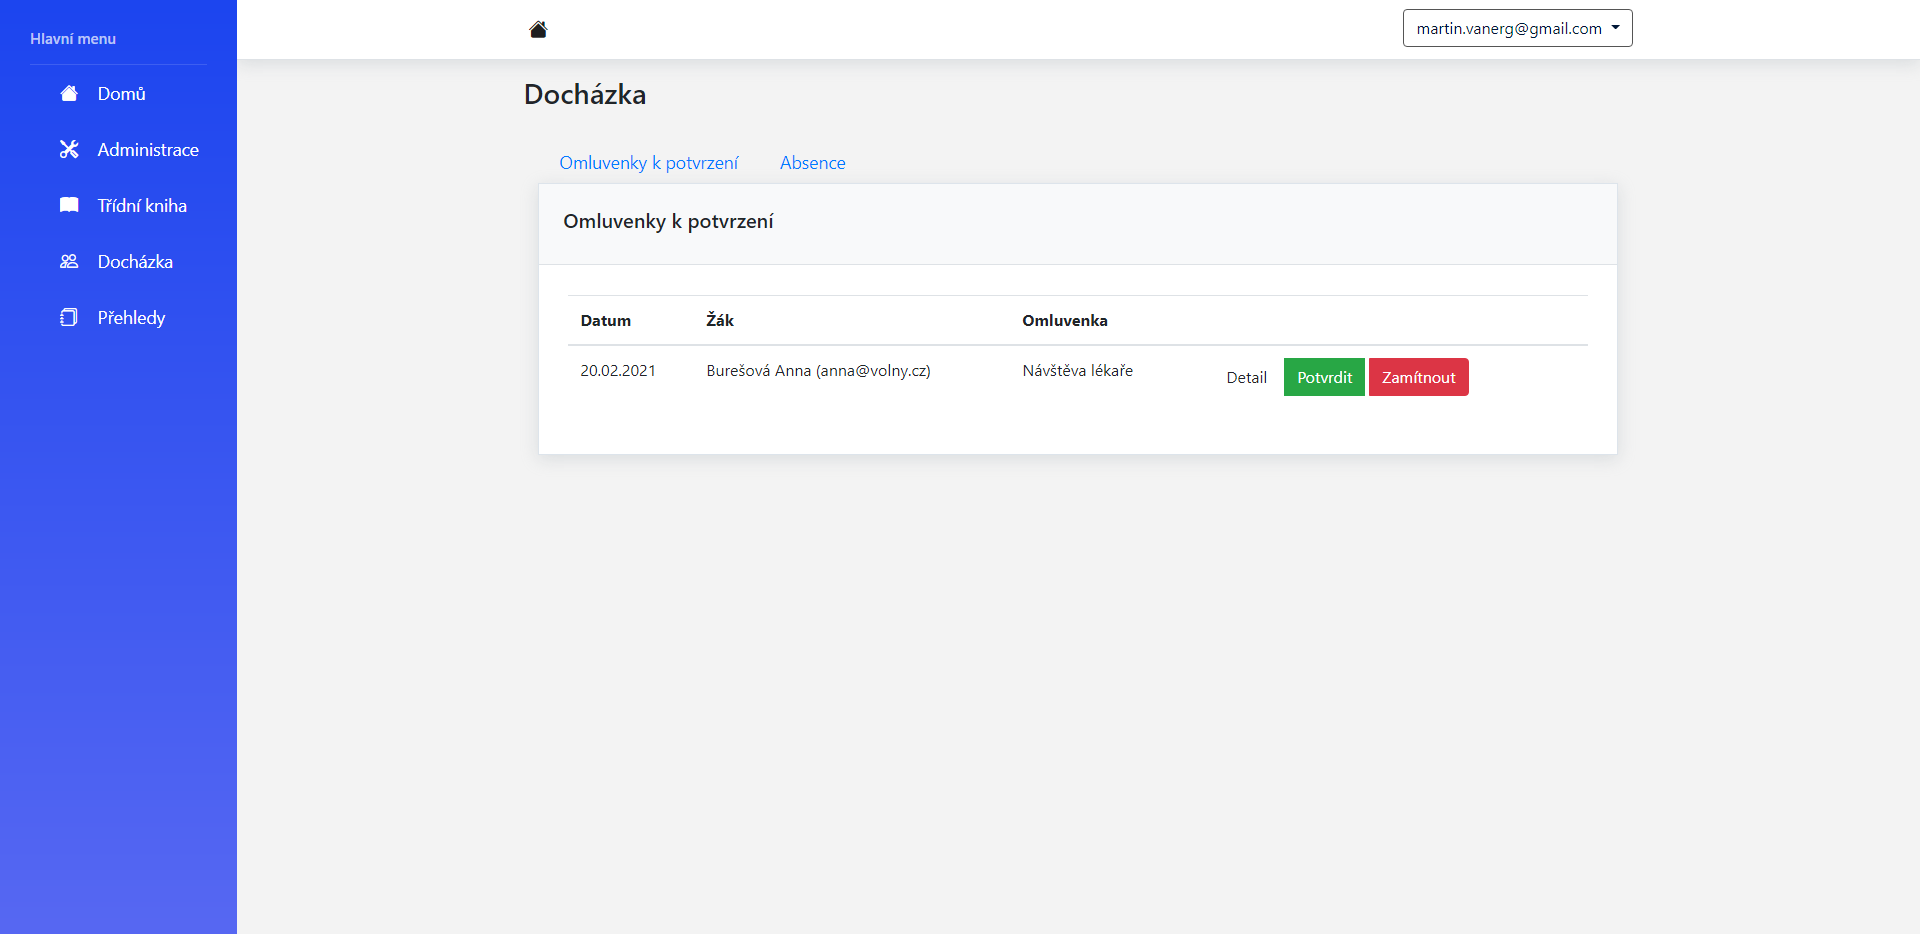 Hlavní menu
Domů
Administrace
Třídní kniha
Docházka
Přehledy
martin.vanerg@gmail.com
Docházka
Omluvenky k potvrzení Absence
Omluvenky k potvrzení
Datum Žák Omluvenka
20.02.2021 Burešová Anna (anna@volny.cz) Návštěva lékaře Detail Potvrdit Zamítnout